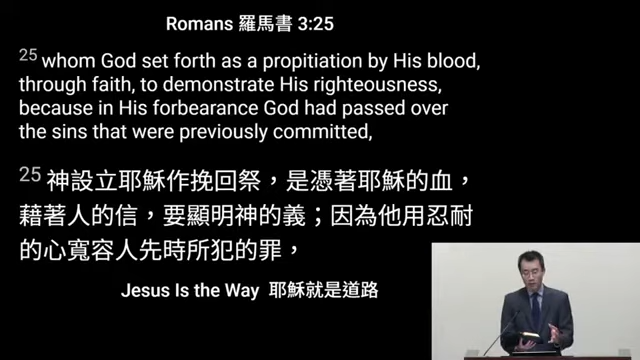 Romans 羅馬書 3:25
25 whom God set forth as a propitiation by His blood,
through faith, to demonstrate His righteousness,
because in His forbearance God had passed over
the sins that were previously committed,
25 神設立耶穌作挽回祭，是憑著耶穌的血，
藉著人的信，要顯明神的義；因為他用忍耐
的心寬容人先時所犯的罪，
Jesus Is the Way 耶穌就是道路